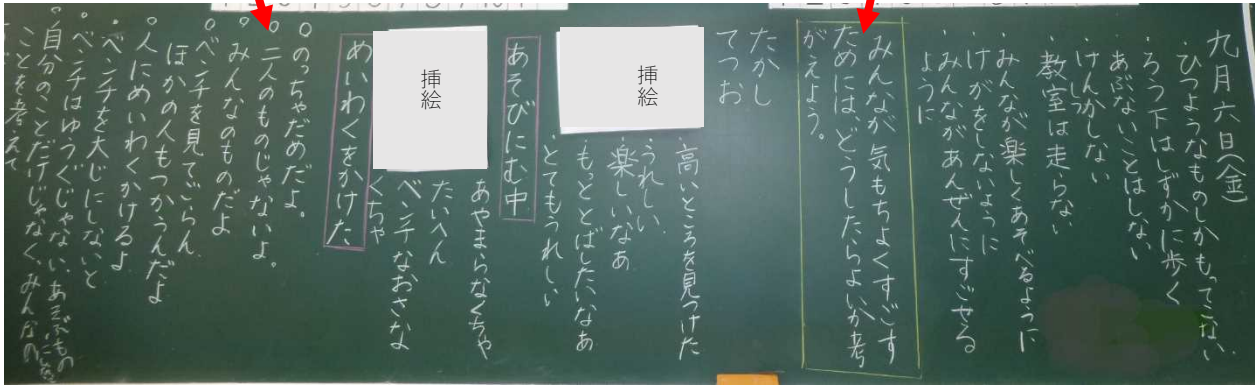 九月六日(金)
・ひつようなものしかもってこない
・ろう下はしずかに歩く
・あぶないことはしない
・けんかしない
・教室は走らない
・みんなが楽しくあそべるように
・けがをしないように
・みんながあんぜんにすごせる
ように
みんなが気もちよくすごす
ためには、どうしたらよいか考
がえよう。
たかし
てつお
挿絵
高いところを見つけた
うれしい
・楽しいなあ
・もっととばしたいなあ
・とてもうれしい
あそびにむ中
挿絵
あやまらなくちゃ
たいへん
ベンチなおさな
くちゃ
めいわくをかけた
○のっちゃだめだよ。
○二人のものじゃないよ。
○みんなのものだよ
○ベンチを見てごらん
ほかの人もつかうんだよ
○人にめいわくかけるよ
・ベンチを大じにしないと
・ベンチはゆうぐじゃない、あそぶもの
○自分のことだけじゃなく、みんなの
ことを考えて